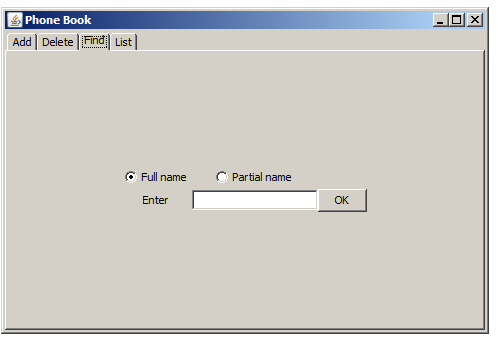 Phone Book
Add Delete Find List
Full name Partial name
Enter OK